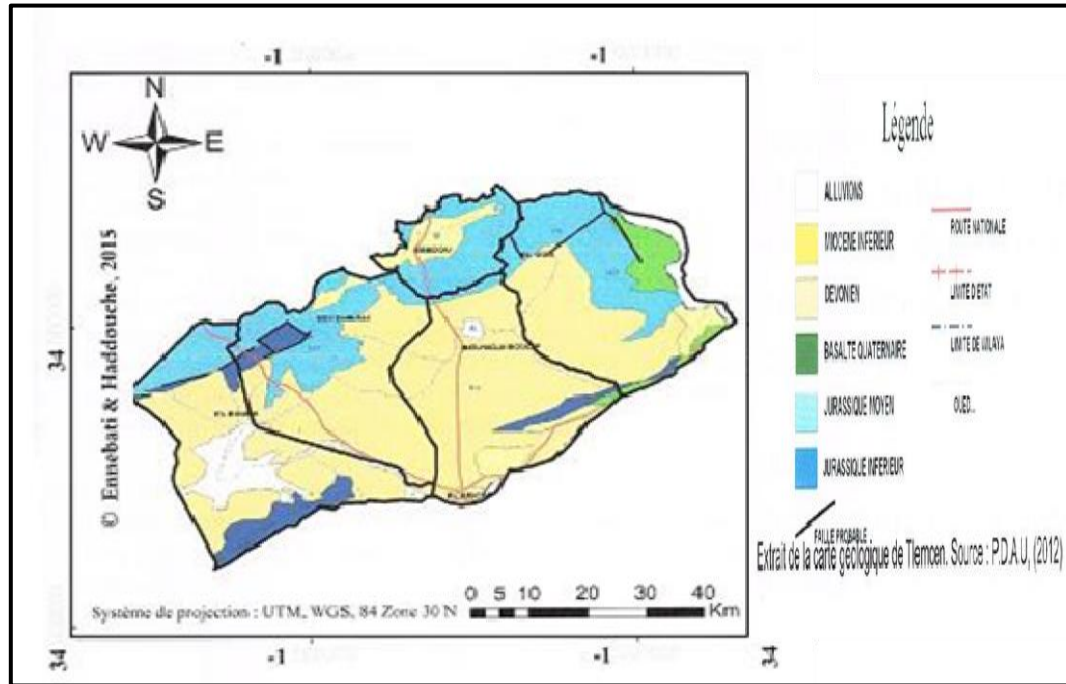 -1
-1
N
W
E
S
34
34
© Ennebati & Haddouche, 2015
Légende
ALLUVIONS
MIOCENE INFERIEUR
DEVONIEN
BASALTE QUATERNAIRE
JURASSIQUE MOYEN
JURASSIQUE INFERIEUR
FAILLE PROBABLE
ROUTE NATIONALE
LIMITE D'ETAT
LIMITE DE WILAYA
OUED...
Extrait de la carte géologique de Tlemcen. Source : P.D.A.U, (2012)
Système de projection : UTM, WGS, 84 Zone 30 N
0 5 10 20 30 40
Km
34
-1
-1
34